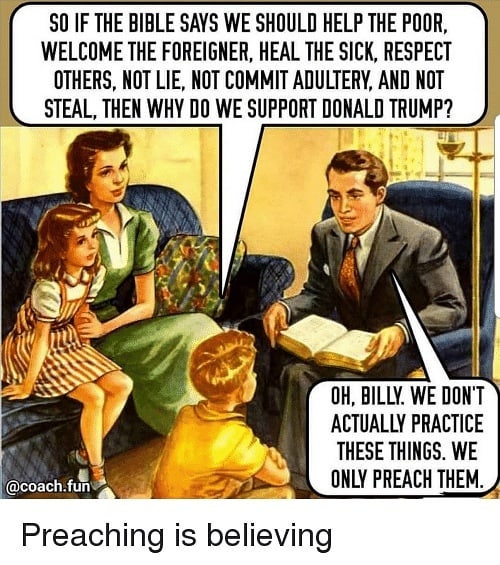 SO IF THE BIBLE SAYS WE SHOULD HELP THE POOR,
WELCOME THE FOREIGNER, HEAL THE SICK, RESPECT
OTHERS, NOT LIE, NOT COMMIT ADULTERY, AND NOT
STEAL, THEN WHY DO WE SUPPORT DONALD TRUMP?
OH, BILLY. WE DON'T
ACTUALLY PRACTICE
THESE THINGS. WE
ONLY PREACH THEM.
@coach.fun
Preaching is believing